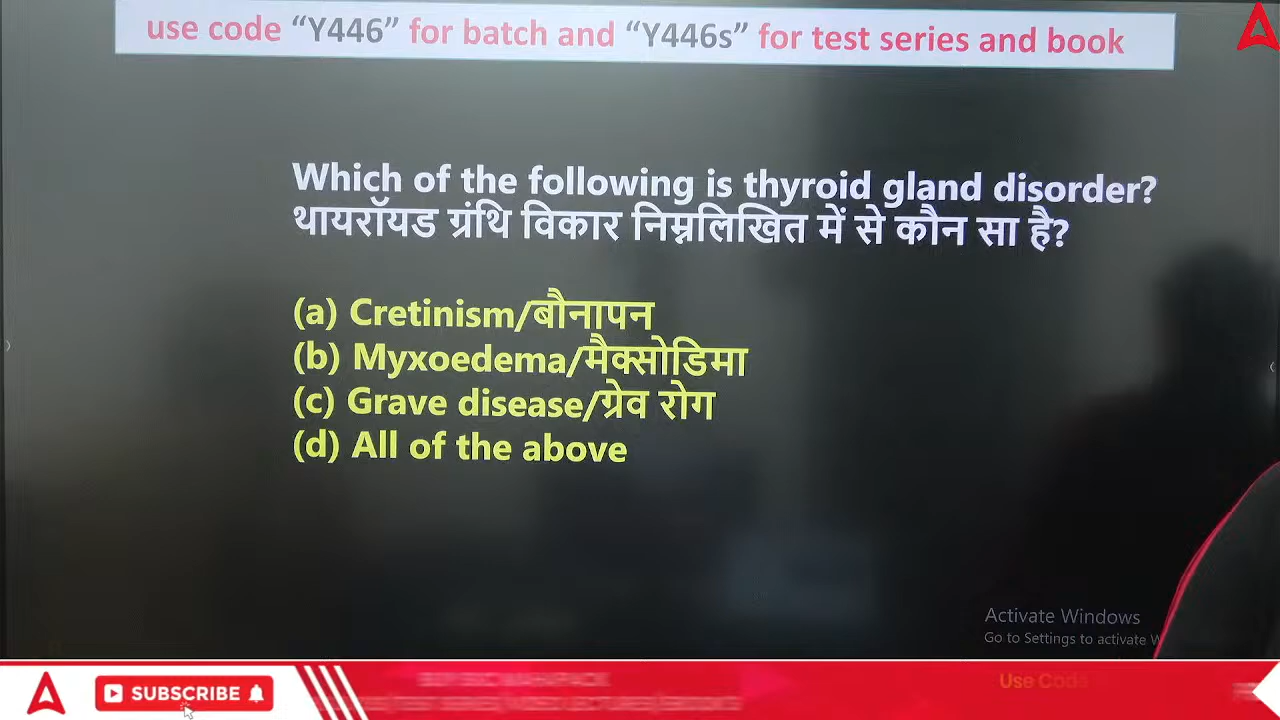 use code “Y446” for batch and “Y446s” for test series and book
Which of the following is thyroid gland disorder?
थायरॉयड ग्रंथि विकार निम्नलिखित में से कौन सा है?
(a) Cretinism/बौनापन
(b) Myxoedema/मैक्सोडिमा
(c) Grave disease/ग्रेव रोग
(d) All of the above
Activate Windows
Go to Settings to activate W
SUBSCRIBE
Use Code